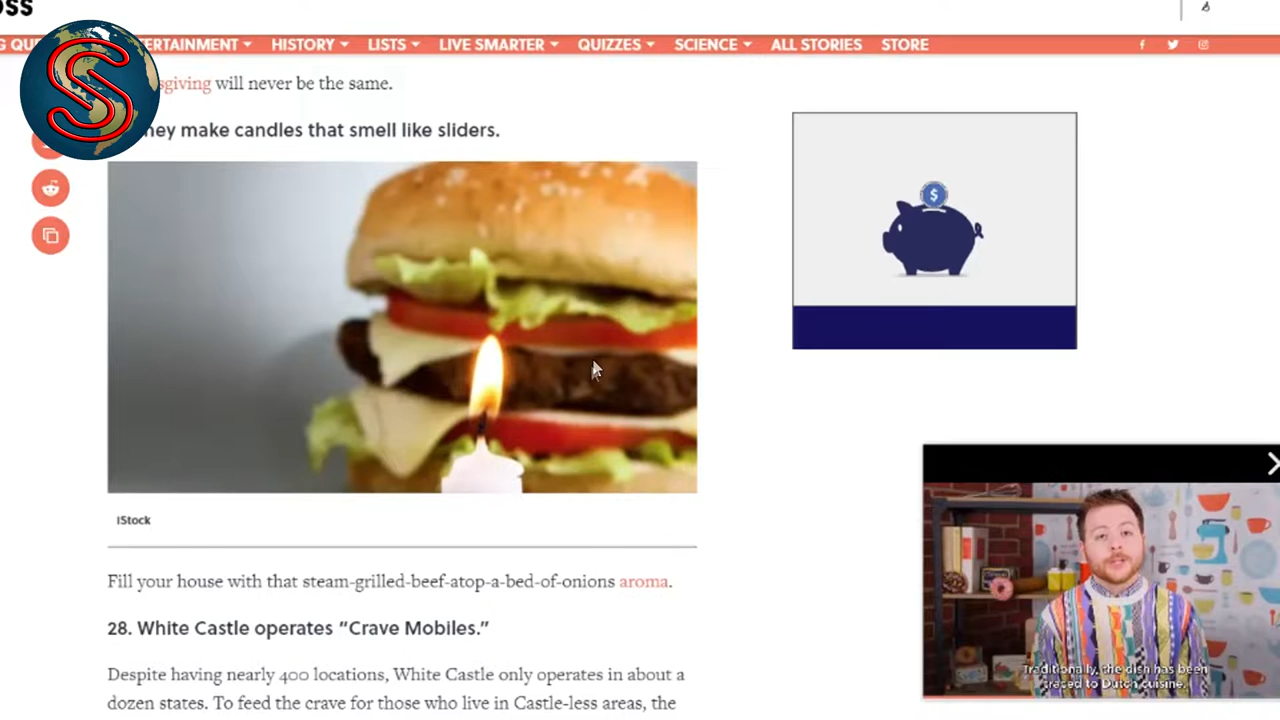 OSS
ENTERTAINMENT HISTORY LISTS LIVE SMARTER QUIZZES SCIENCE ALL STORIES STORE
S
will never be the same.
make candles that smell like sliders.
$
iStock
Fill your house with that steam-grilled-beef-atop-a-bed-of-onions aroma.
28. White Castle operates “Crave Mobiles.”
Despite having nearly 400 locations, White Castle only operates in about a
dozen states. To feed the crave for those who live in Castle-less areas, the
Traditionally, the dish has been
traced to Dutch cuisine.